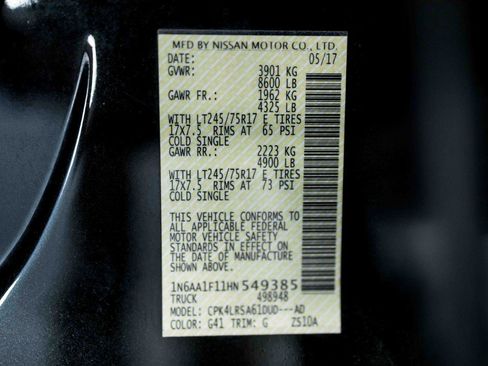 MFD BY NISSAN MOTOR CO., LTD.
DATE: 05/17
GVWR: 3901 KG
8600 LB
GAWR FR.: 1962 KG
4325 LB
WITH LT245/75R17 E TIRES
17X7.5 RIMS AT 65 PSI
COLD SINGLE
GAWR RR.: 2223 KG
4900 LB
WITH LT245/75R17 E TIRES
17X7.5 RIMS AT 73 PSI
COLD SINGLE
THIS VEHICLE CONFORMS TO
ALL APPLICABLE FEDERAL
MOTOR VEHICLE SAFETY
STANDARDS IN EFFECT ON
THE DATE OF MANUFACTURE
SHOWN ABOVE.
1N6AA1F11HN549385
TRUCK 498948
MODEL: CPK4LRSA61DUD---AD
COLOR: G41 TRIM: G ZS10A